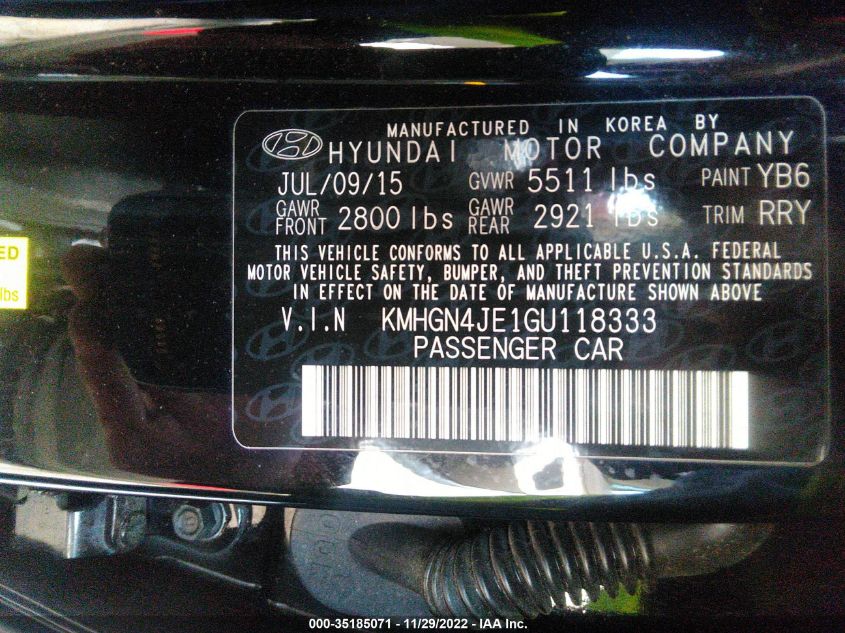 MANUFACTURED IN KOREA BY
HYUNDAI MOTOR COMPANY
JUL/09/15 GVWR 5511 lbs PAINT YB6
GAWR FRONT 2800 lbs GAWR REAR 2921 lbs TRIM RRY
THIS VEHICLE CONFORMS TO ALL APPLICABLE U.S.A. FEDERAL
MOTOR VEHICLE SAFETY, BUMPER, AND THEFT PREVENTION STANDARDS
IN EFFECT ON THE DATE OF MANUFACTURE SHOWN ABOVE
V.I.N KMHGN4JE1GU118333
PASSENGER CAR
lbs
000-35185071 - 11/29/2022 - IAA Inc.